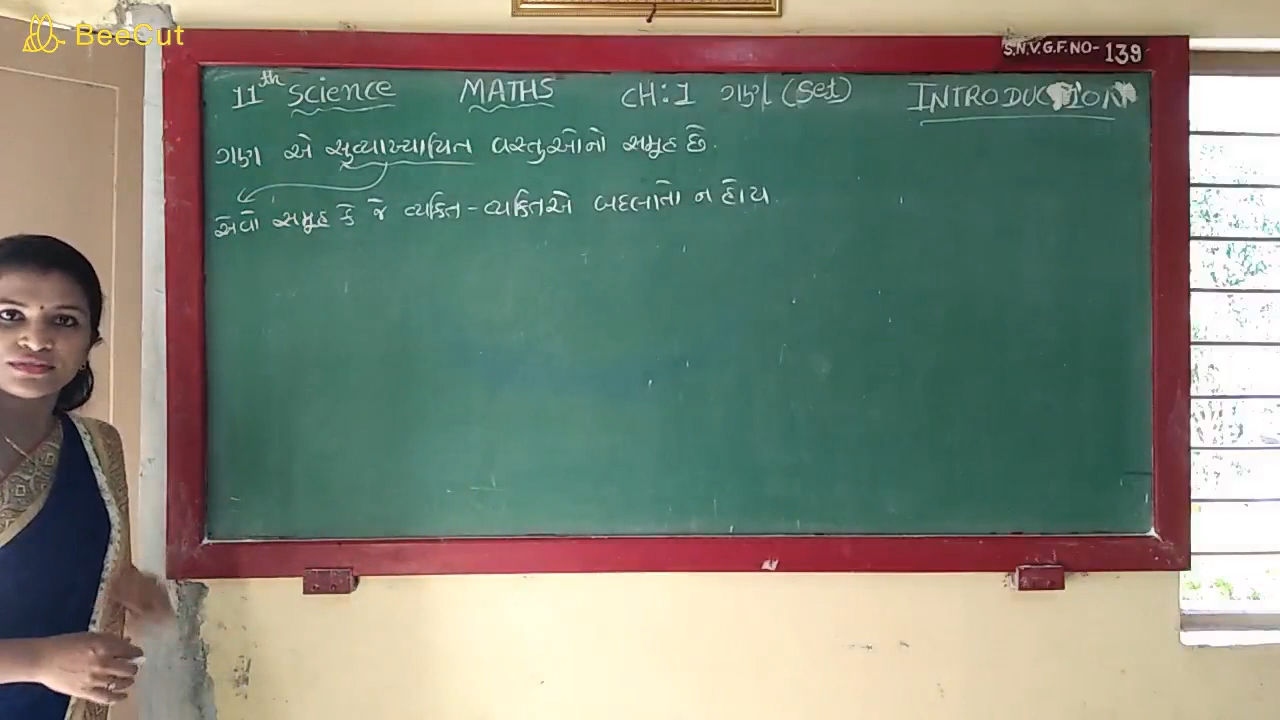 BeeCut
S.N.V.G.F.NO- 139
11th Science MATHS CH:1 ગણ (Set) INTRODUCTION
ગણ એ સુવ્યાખ્યાયિત વસ્તુઓનો સમુહ છે.
એવો સમુહ કે જે વ્યકિત-વ્યકિતએ બદલાતો ન હોય